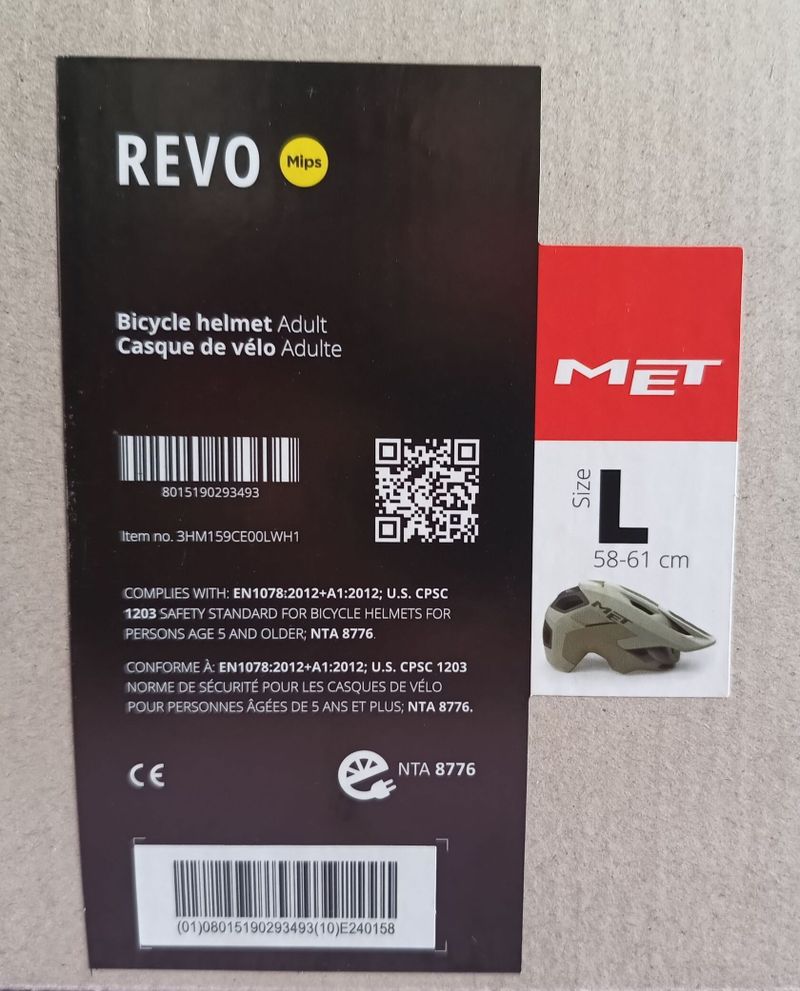 REVO Mips
Bicycle helmet Adult
Casque de vélo Adulte
8015190293493
Item no. 3HM159CE00LWH1
COMPLIES WITH: EN1078:2012+A1:2012; U.S. CPSC
1203 SAFETY STANDARD FOR BICYCLE HELMETS FOR
PERSONS AGE 5 AND OLDER; NTA 8776.
CONFORME À: EN1078:2012+A1:2012; U.S. CPSC 1203
NORME DE SÉCURITÉ POUR LES CASQUES DE VÉLO
POUR PERSONNES ÂGÉES DE 5 ANS ET PLUS; NTA 8776.
CE
NTA 8776
(01)08015190293493(10)E240158
MET
Size L
58-61 cm
MET